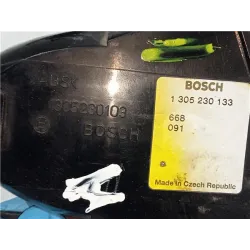 BOSCH
1 305 230 133
668
091
Made in Czech Republic
BOSCH